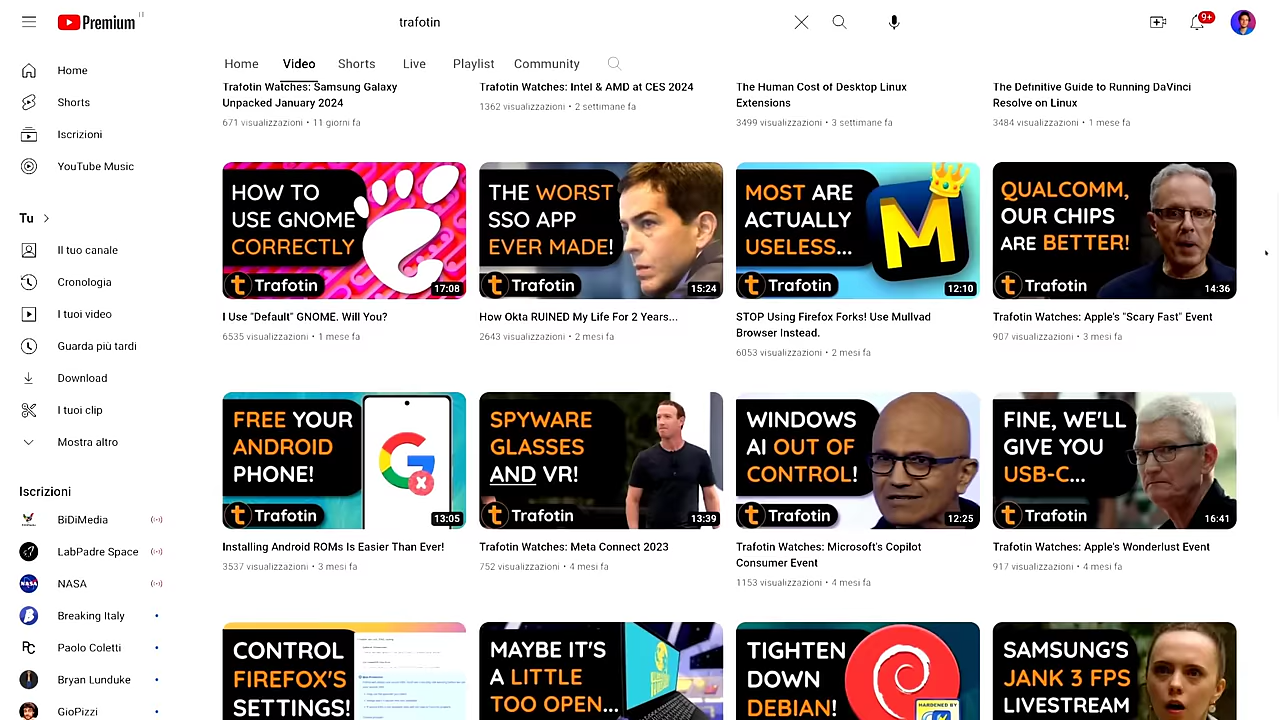 Premium
IT
trafotin
9+
Home
Video
Shorts
Live
Playlist
Community
Home
Shorts
Iscrizioni
YouTube Music
Tu
Il tuo canale
Cronologia
I tuoi video
Guarda più tardi
Download
I tuoi clip
Mostra altro
Iscrizioni
BiDiMedia
LabPadre Space
NASA
Breaking Italy
Paolo Coletti
Bryan Lunduke
GioPizzi
Trafotin Watches: Samsung Galaxy
Unpacked January 2024
671 visualizzazioni • 11 giorni fa
Trafotin Watches: Intel & AMD at CES 2024
1362 visualizzazioni • 2 settimane fa
The Human Cost of Desktop Linux
Extensions
3499 visualizzazioni • 3 settimane fa
The Definitive Guide to Running DaVinci
Resolve on Linux
3484 visualizzazioni • 1 mese fa
HOW TO
USE GNOME
CORRECTLY
Trafotin
17:08
I Use "Default" GNOME. Will You?
6535 visualizzazioni • 1 mese fa
THE WORST
SSO APP
EVER MADE!
Trafotin
15:24
How Okta RUINED My Life For 2 Years...
2643 visualizzazioni • 2 mesi fa
MOST ARE
ACTUALLY
USELESS...
Trafotin
12:10
STOP Using Firefox Forks! Use Mullvad
Browser Instead.
6053 visualizzazioni • 2 mesi fa
QUALCOMM,
OUR CHIPS
ARE BETTER!
Trafotin
14:36
Trafotin Watches: Apple's "Scary Fast" Event
907 visualizzazioni • 3 mesi fa
FREE YOUR
ANDROID
PHONE!
Trafotin
13:05
Installing Android ROMs Is Easier Than Ever!
3537 visualizzazioni • 3 mesi fa
SPYWARE
GLASSES
AND VR!
Trafotin
13:39
Trafotin Watches: Meta Connect 2023
752 visualizzazioni • 4 mesi fa
WINDOWS
AI OUT OF
CONTROL!
Trafotin
12:25
Trafotin Watches: Microsoft's Copilot
Consumer Event
1153 visualizzazioni • 4 mesi fa
FINE, WE'LL
GIVE YOU
USB-C...
Trafotin
16:41
Trafotin Watches: Apple's Wonderlust Event
917 visualizzazioni • 4 mesi fa
CONTROL
FIREFOX'S
SETTINGS!
MAYBE IT'S
A LITTLE
TOO OPEN...
TIGHTEN
DOWN
DEBIAN!
HARDENED BY
SAMSUNG'S
JANK 3 FPS
LIVESTREAM